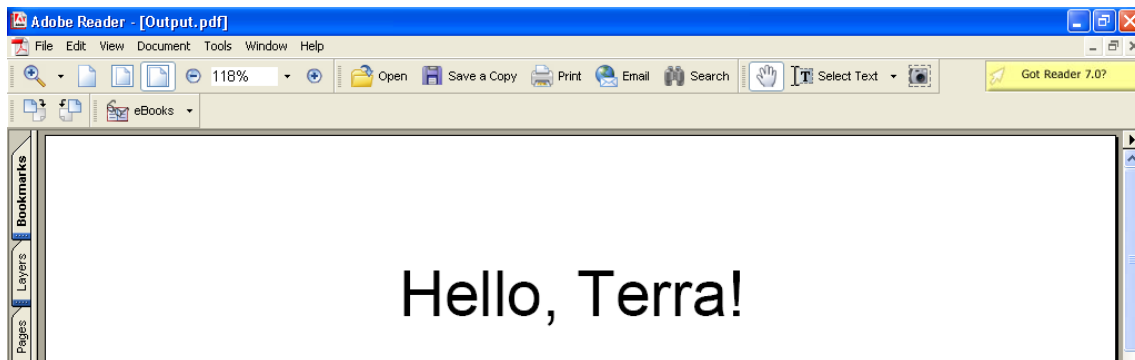 Adobe Reader - [Output.pdf]
File Edit View Document Tools Window Help
118% Open Save a Copy Print Email Search Select Text Got Reader 7.0?
eBooks
Bookmarks
Layers
Pages
Hello, Terra!